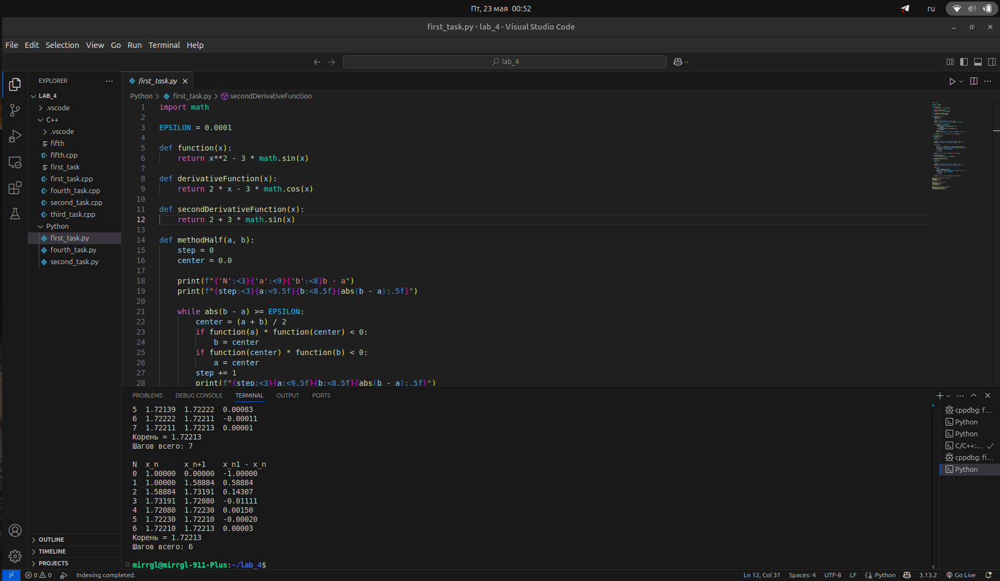 Пт, 23 мая 00:52
ru
first_task.py - lab_4 - Visual Studio Code
File Edit Selection View Go Run Terminal Help
lab_4
EXPLORER
LAB_4
.vscode
C++
.vscode
fifth
fifth.cpp
first_task
first_task.cpp
fourth_task.cpp
second_task.cpp
third_task.cpp
Python
first_task.py
fourth_task.py
second_task.py
OUTLINE
TIMELINE
PROJECTS
first_task.py
Python > first_task.py > secondDerivativeFunction
1 import math
2
3 EPSILON = 0.0001
4
5 def function(x):
6 return x**2 - 3 * math.sin(x)
7
8 def derivativeFunction(x):
9 return 2 * x - 3 * math.cos(x)
10
11 def secondDerivativeFunction(x):
12 return 2 + 3 * math.sin(x)
13
14 def methodHalf(a, b):
15 step = 0
16 center = 0.0
17
18 print(f"{'N':<3}{'a':<9}{'b':<8}b - a")
19 print(f"{step:<3}{a:<9.5f}{b:<8.5f}{abs(b - a):.5f}")
20
21 while abs(b - a) >= EPSILON:
22 center = (a + b) / 2
23 if function(a) * function(center) < 0:
24 b = center
25 if function(center) * function(b) < 0:
26 a = center
27 step += 1
28 print(f"{step:<3}{a:<9.5f}{b:<8.5f}{abs(b - a):.5f}")
PROBLEMS DEBUG CONSOLE TERMINAL OUTPUT PORTS
5 1.72139 1.72222 0.00083
6 1.72222 1.72211 -0.00011
7 1.72211 1.72213 0.00001
Корень = 1.72213
Шагов всего: 7
N x_n x_n+1 x_n1 - x_n
0 1.00000 0.00000 -1.00000
1 1.00000 1.58884 0.58884
2 1.58884 1.73191 0.14307
3 1.73191 1.72080 -0.01111
4 1.72080 1.72230 0.00150
5 1.72230 1.72210 -0.00020
6 1.72210 1.72213 0.00003
Корень = 1.72213
Шагов всего: 6
mirrgl@mirrgl-911-Plus:~/lab_4$
cppdbg: f...
Python
Python
C/C++:...
cppdbg: fi...
Python
0 0 Indexing completed.
Ln 12, Col 31 Spaces: 4 UTF-8 LF Python 3.13.2 Go Live